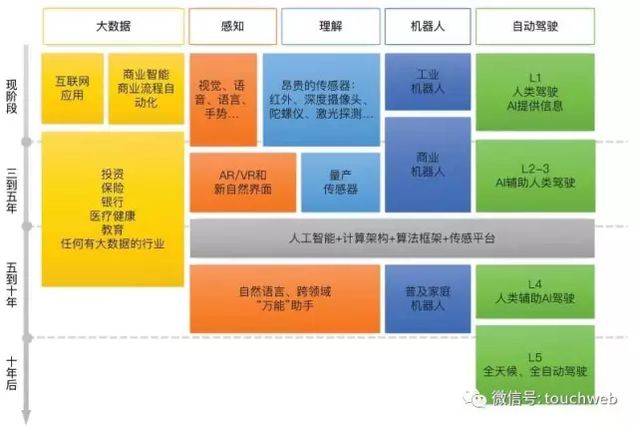 大数据
感知
理解
机器人
自动驾驶
现阶段
互联网
应用
商业智能
商业流程自
动化
视觉、语
音、语言、
手势...
昂贵的传感器：
红外、深度摄像头、
陀螺仪、激光探测...
工业
机器人
L1
人类驾驶
AI提供信息
三到五年
投资
保险
银行
医疗健康
教育
任何有大数据的行业
AR/VR和
新自然界面
量产
传感器
商业
机器人
L2-3
AI辅助人类驾驶
人工智能+计算架构+算法框架+传感平台
五到十年
自然语言、跨领域
“万能”助手
普及家庭
机器人
L4
人类辅助AI驾驶
十年后
L5
全天候、全自动驾驶
微信号: touchweb